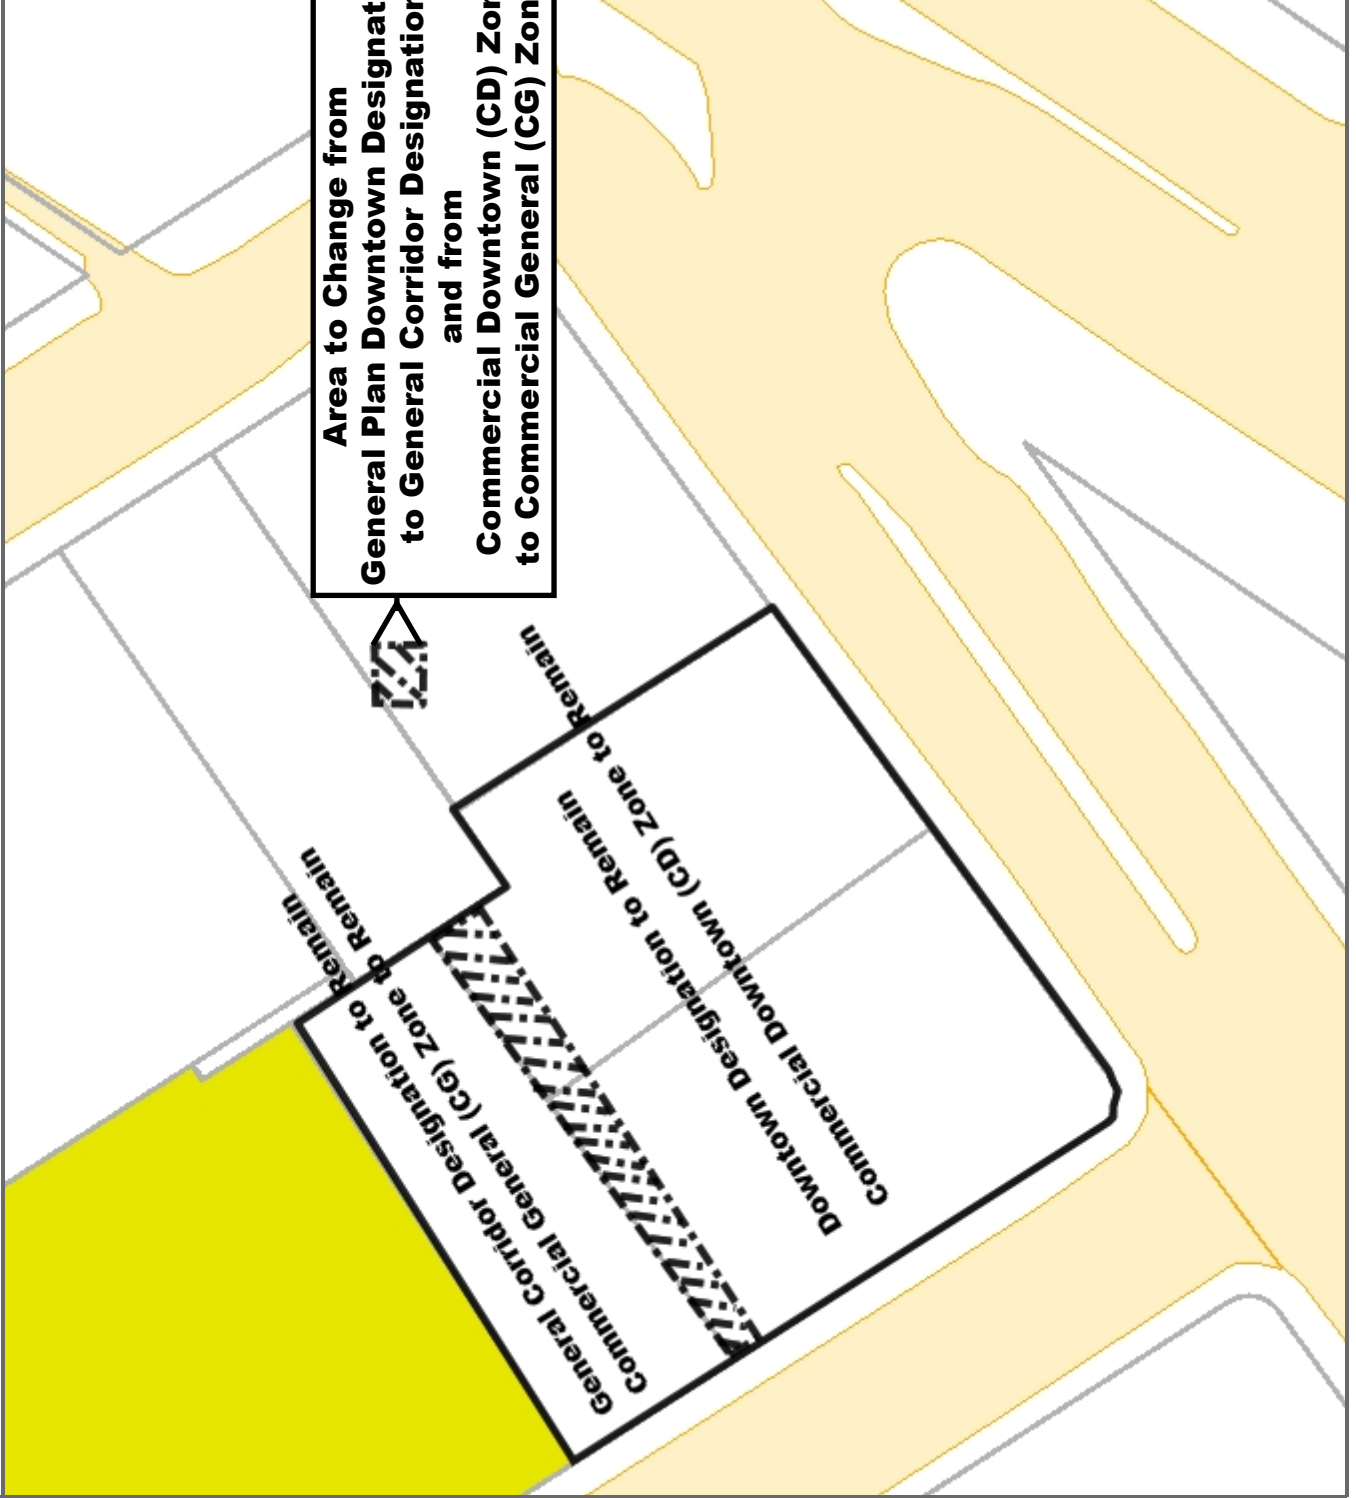 Area to Change from
General Plan Downtown Designat
to General Corridor Designation
and from
Commercial Downtown (CD) Zon
to Commercial General (CG) Zon
General Corridor Designation to Remain
Commercial General (CG) Zone to Remain
Downtown Designation to Remain
Commercial Downtown (CD) Zone to Remain